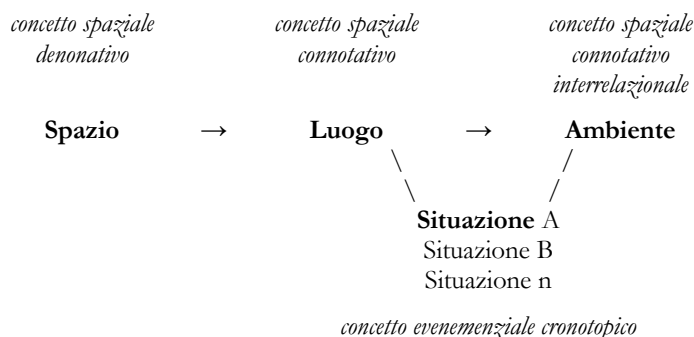 concetto spaziale concetto spaziale concetto spaziale
denonativo connotativo connotativo
interrelazionale
Spazio → Luogo → Ambiente
\ /
\ /
Situazione A
Situazione B
Situazione n
concetto evenemenziale cronotopico